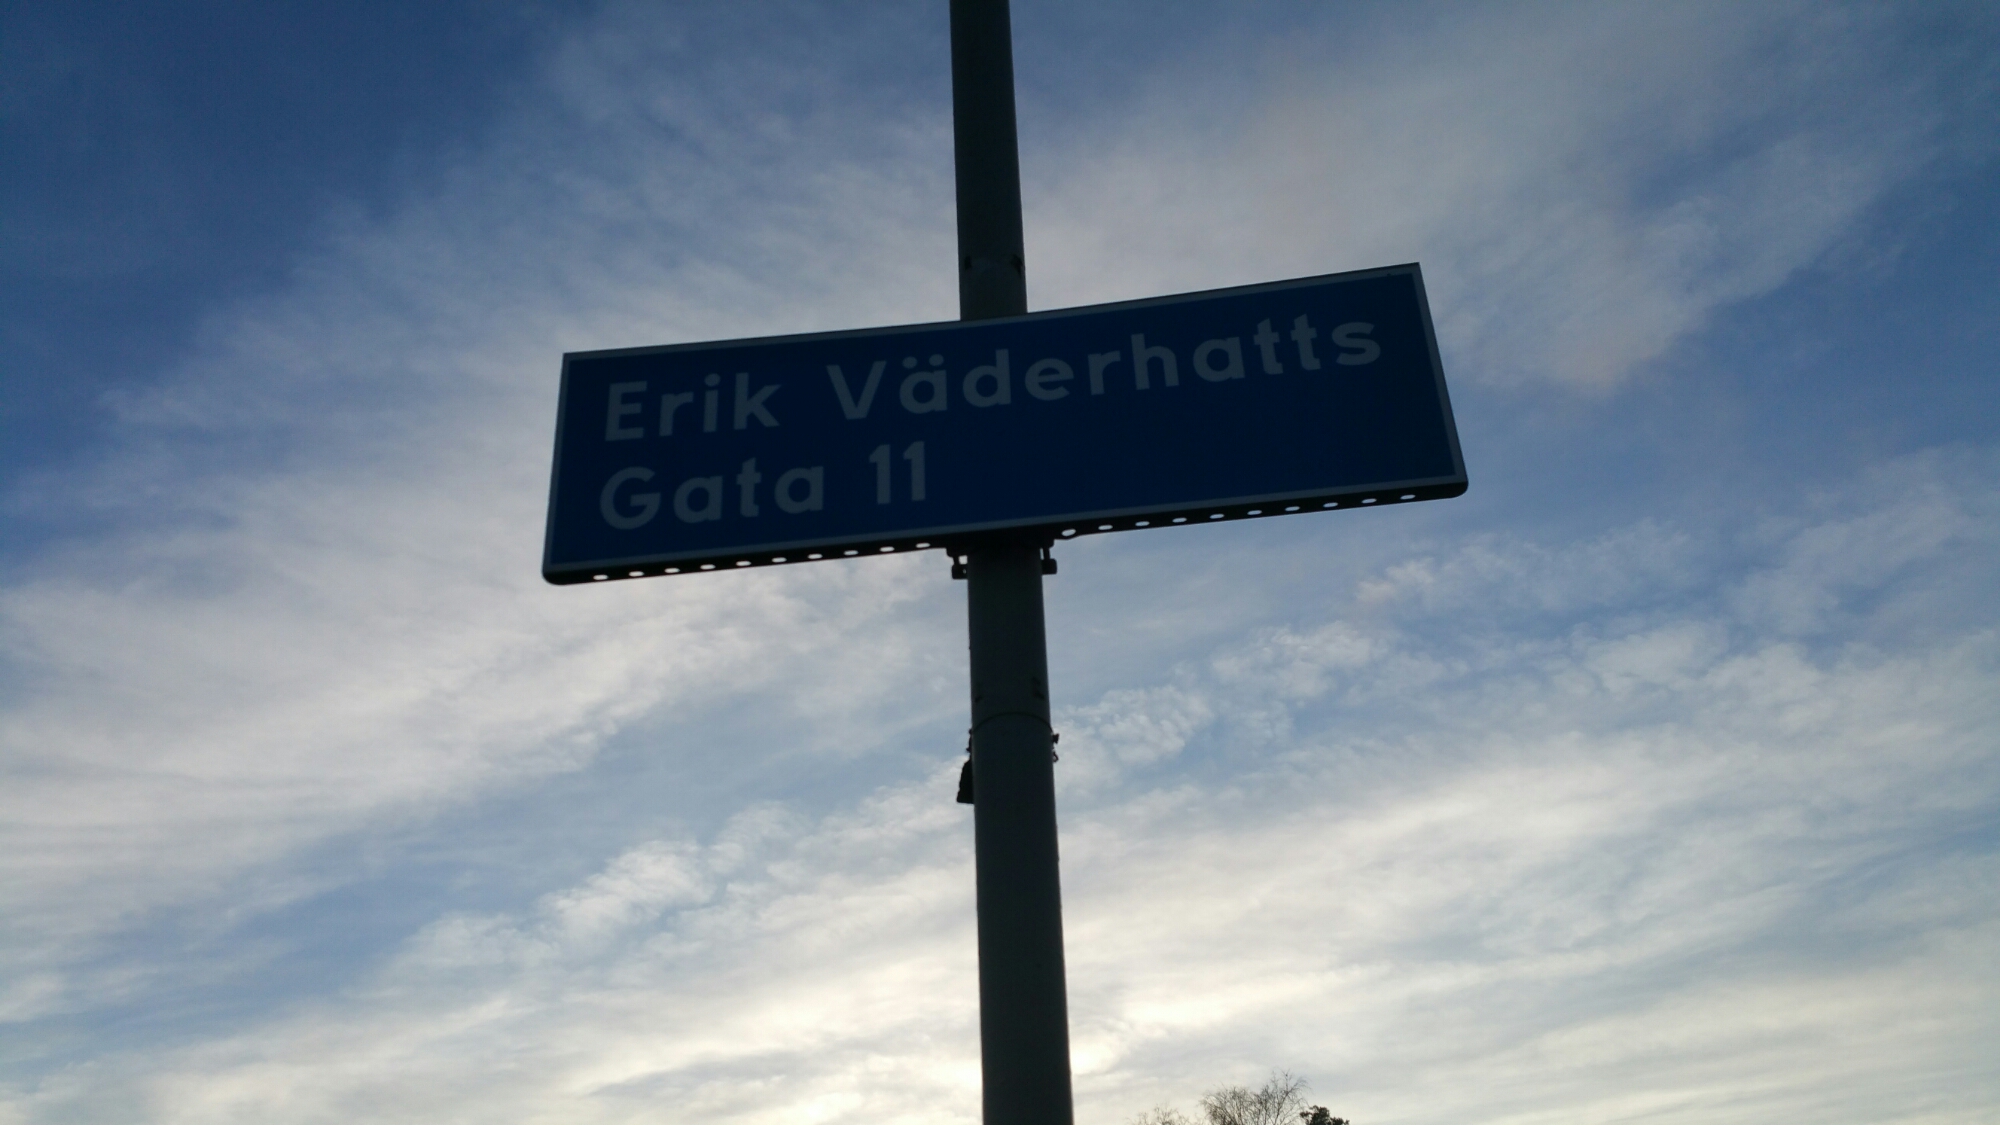 Erik Väderhatts
Gata 11